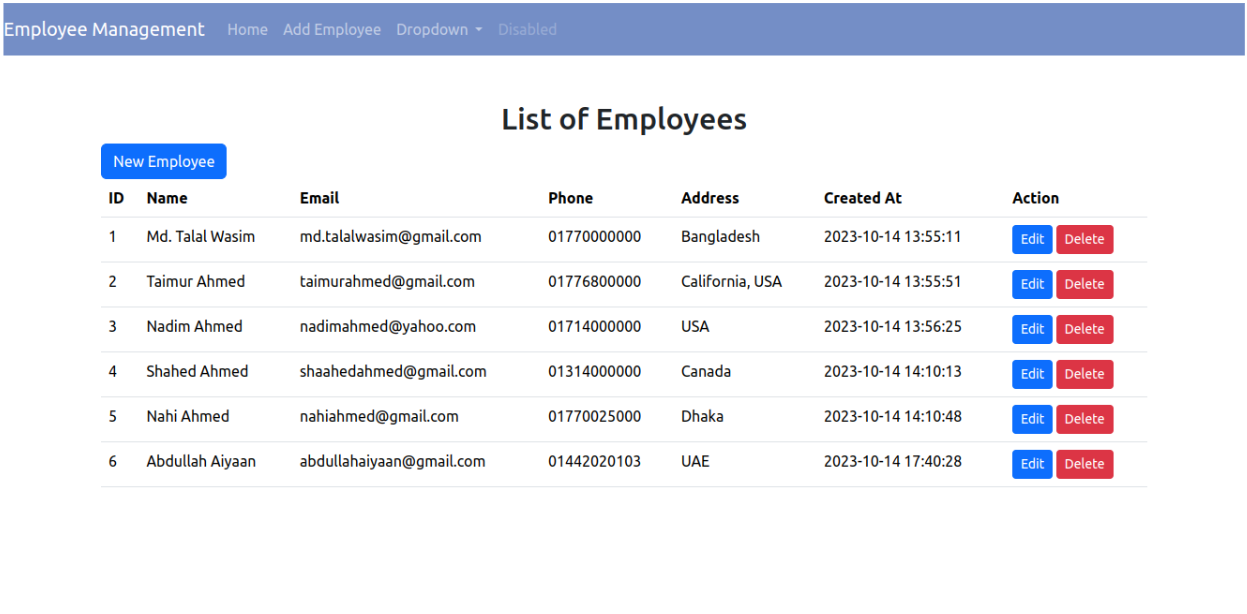 Employee Management Home Add Employee Dropdown Disabled
List of Employees
New Employee
ID Name Email Phone Address Created At Action
1 Md. Talal Wasim md.talalwasim@gmail.com 01770000000 Bangladesh 2023-10-14 13:55:11 Edit Delete
2 Taimur Ahmed taimurahmed@gmail.com 01776800000 California, USA 2023-10-14 13:55:51 Edit Delete
3 Nadim Ahmed nadimahmed@yahoo.com 01714000000 USA 2023-10-14 13:56:25 Edit Delete
4 Shahed Ahmed shaahedahmed@gmail.com 01314000000 Canada 2023-10-14 14:10:13 Edit Delete
5 Nahi Ahmed nahiahmed@gmail.com 01770025000 Dhaka 2023-10-14 14:10:48 Edit Delete
6 Abdullah Aiyaan abdullahaiyaan@gmail.com 01442020103 UAE 2023-10-14 17:40:28 Edit Delete